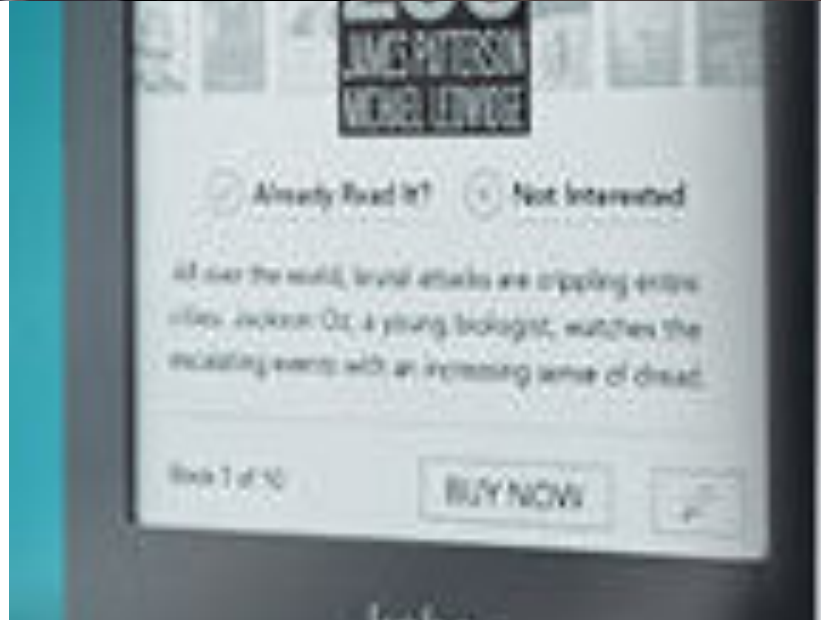 ZOO
JAMES PATTERSON
MICHAEL LEDWIDGE
Already Read It? Not Interested
All over the world, brutal attacks are crippling entire
cities. Jackson Oz, a young biologist, watches the
escalating events with an increasing sense of dread.
Book 1 of 10
BUY NOW